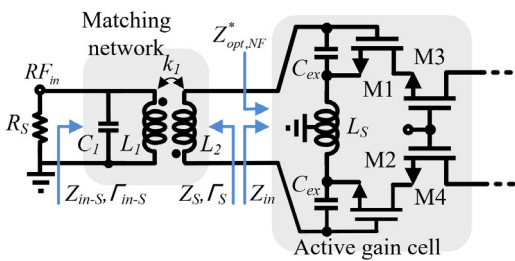 Matching
network
Z*opt,NF
RFin
k1
Cex
M3
M1
RS
C1
L1
L2
LS
M2
Cex
M4
Zin-S, Γin-S
ZS, ΓS
Zin
Active gain cell